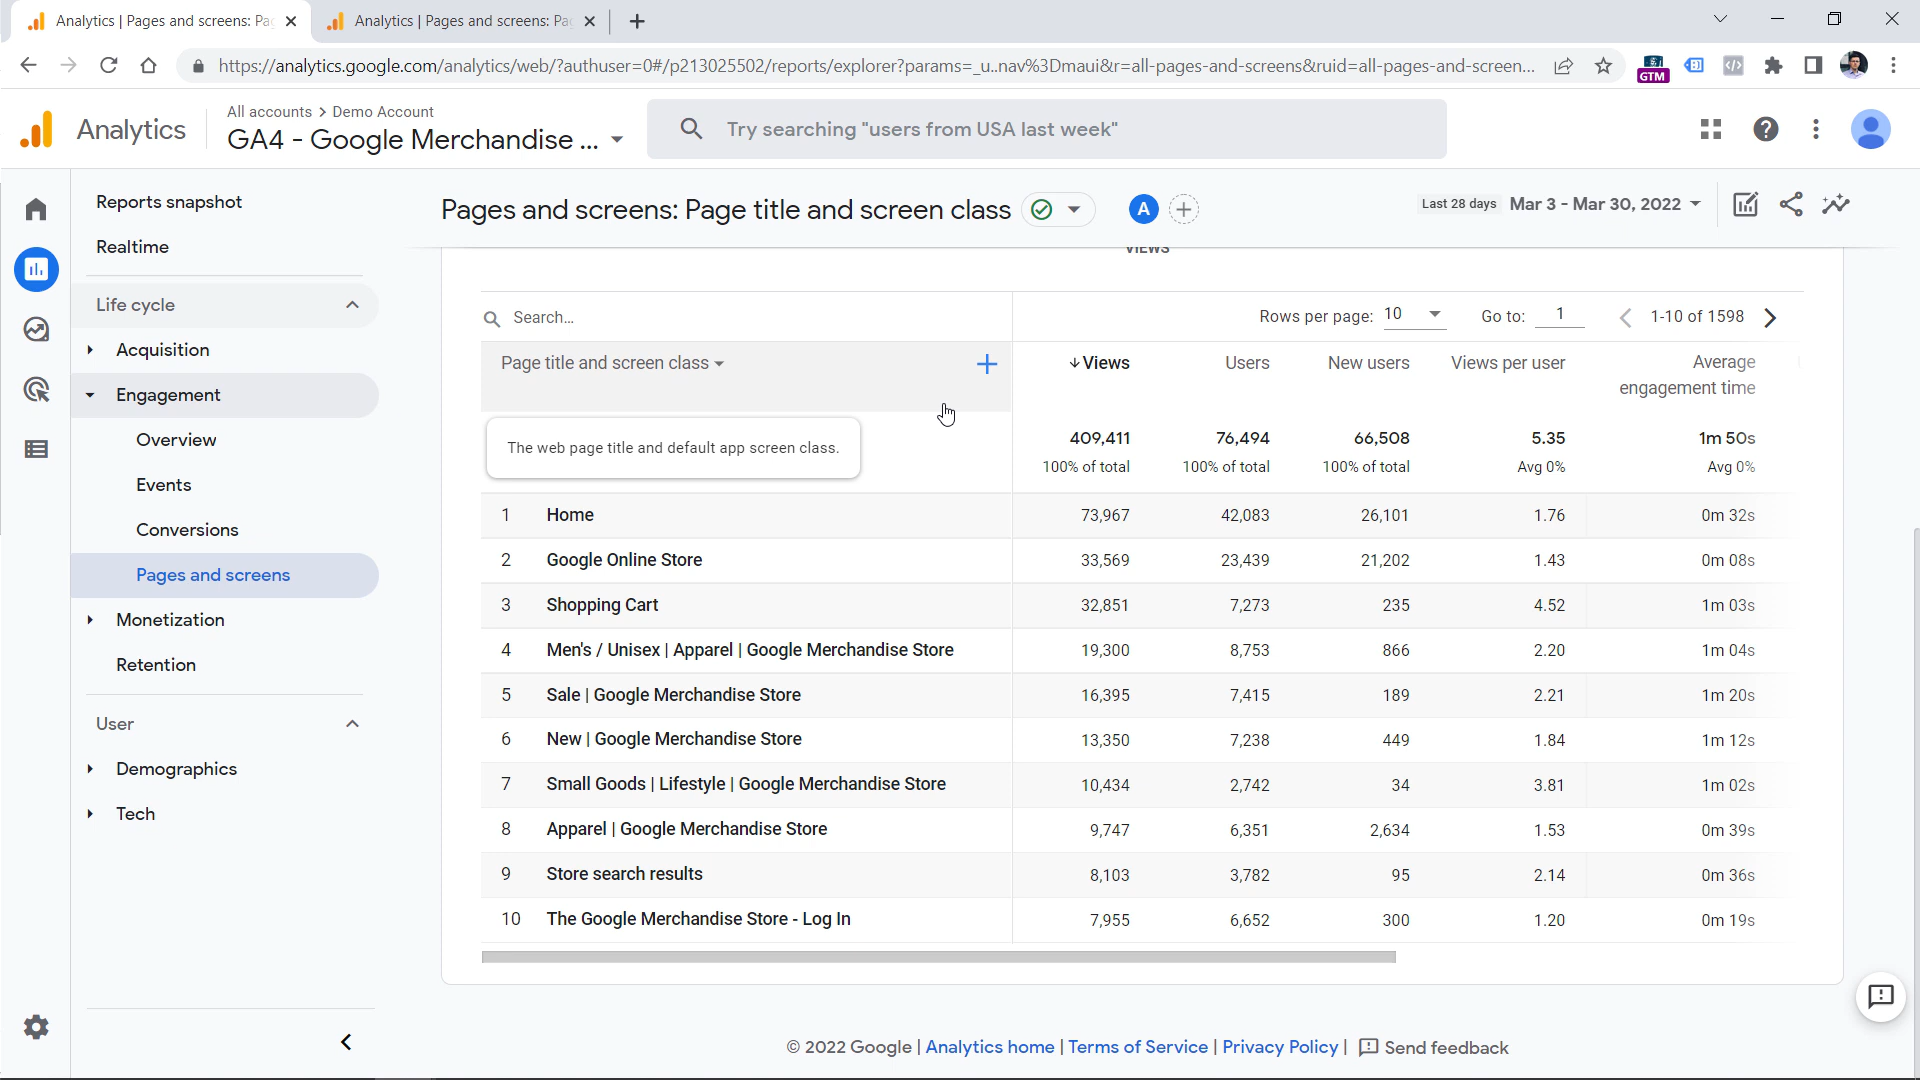 Analytics | Pages and screens: Pa
Analytics | Pages and screens: Pa
https://analytics.google.com/analytics/web/?authuser=0#/p213025502/reports/explorer?params=_u..nav%3Dmaui&r=all-pages-and-screens&ruid=all-pages-and-screen...
GTM
Analytics
All accounts > Demo Account
GA4 - Google Merchandise ...
Try searching "users from USA last week"
Reports snapshot
Realtime
Life cycle
Acquisition
Engagement
Overview
Events
Conversions
Pages and screens
Monetization
Retention
User
Demographics
Tech
Pages and screens: Page title and screen class
A
Last 28 days Mar 3 - Mar 30, 2022
VIEWS
Search...
Rows per page: 10 Go to: 1 1-10 of 1598
Page title and screen class + Views Users New users Views per user Average engagement time
The web page title and default app screen class.
409,411 76,494 66,508 5.35 1m 50s
100% of total 100% of total 100% of total Avg 0% Avg 0%
1 Home 73,967 42,083 26,101 1.76 0m 32s
2 Google Online Store 33,569 23,439 21,202 1.43 0m 08s
3 Shopping Cart 32,851 7,273 235 4.52 1m 03s
4 Men's / Unisex | Apparel | Google Merchandise Store 19,300 8,753 866 2.20 1m 04s
5 Sale | Google Merchandise Store 16,395 7,415 189 2.21 1m 20s
6 New | Google Merchandise Store 13,350 7,238 449 1.84 1m 12s
7 Small Goods | Lifestyle | Google Merchandise Store 10,434 2,742 34 3.81 1m 02s
8 Apparel | Google Merchandise Store 9,747 6,351 2,634 1.53 0m 39s
9 Store search results 8,103 3,782 95 2.14 0m 36s
10 The Google Merchandise Store - Log In 7,955 6,652 300 1.20 0m 19s
© 2022 Google | Analytics home | Terms of Service | Privacy Policy | Send feedback